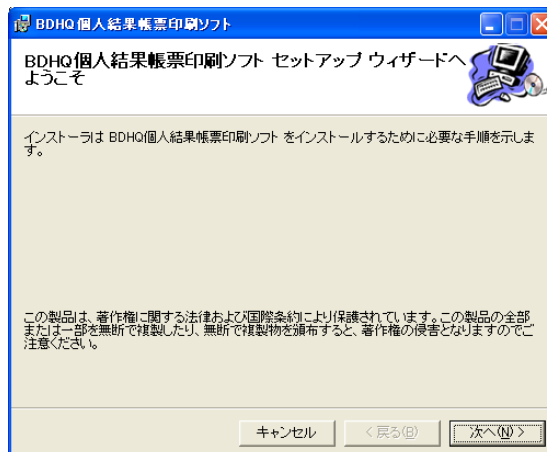 BDHQ個人結果帳票印刷ソフト
BDHQ個人結果帳票印刷ソフト セットアップ ウィザードへ
ようこそ
インストーラは BDHQ個人結果帳票印刷ソフト をインストールするために必要な手順を示しま
す。
この製品は、著作権に関する法律および国際条約により保護されています。この製品の全部
または一部を無断で複製したり、無断で複製物を頒布すると、著作権の侵害となりますのでご
注意ください。
キャンセル
< 戻る(B)
次へ(N) >